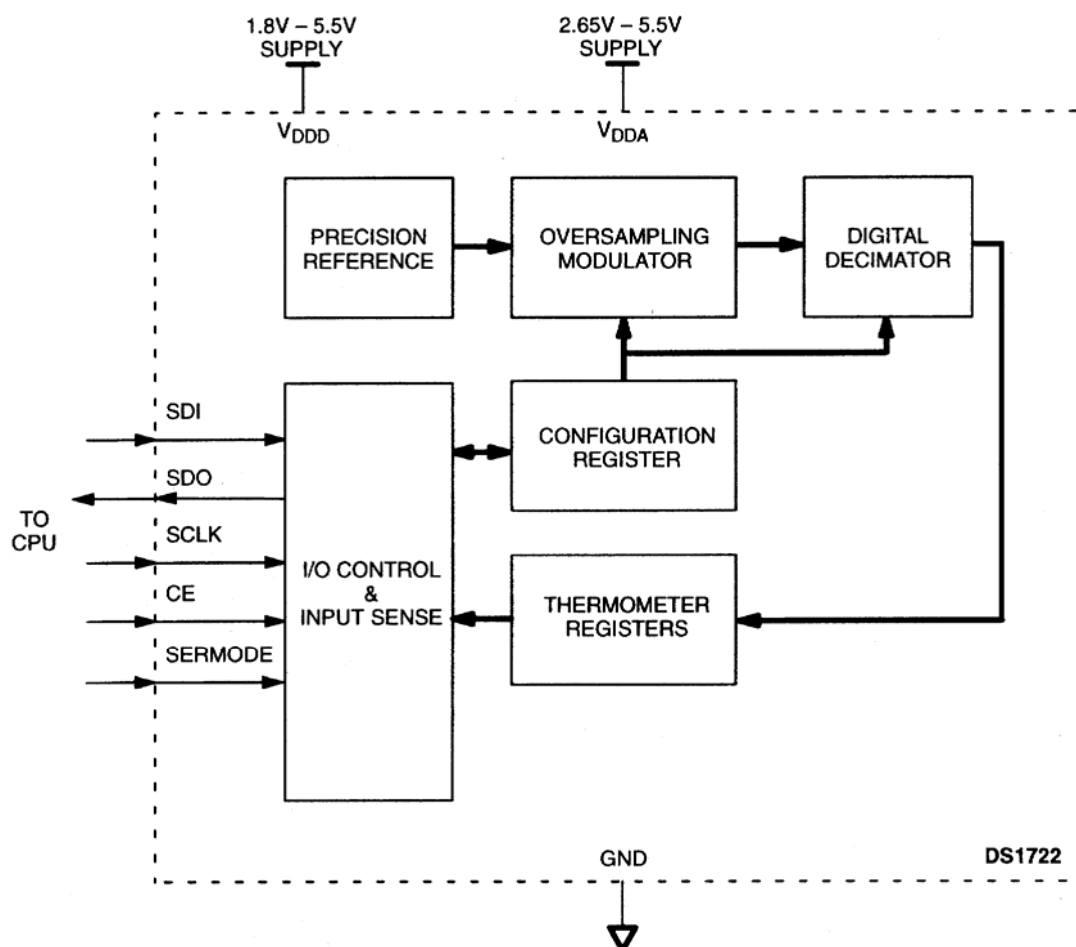 1.8V – 5.5V
SUPPLY
2.65V – 5.5V
SUPPLY
VDDD
VDDA
PRECISION
REFERENCE
OVERSAMPLING
MODULATOR
DIGITAL
DECIMATOR
SDI
SDO
TO
CPU
SCLK
CE
SERMODE
I/O CONTROL
&
INPUT SENSE
CONFIGURATION
REGISTER
THERMOMETER
REGISTERS
GND
DS1722